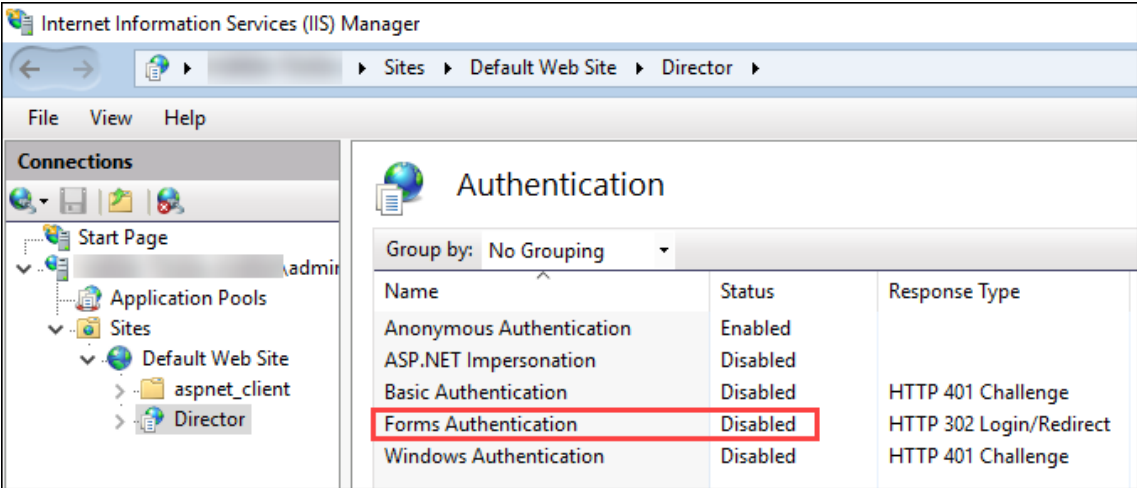 Internet Information Services (IIS) Manager
Sites Default Web Site Director
File View Help
Connections
Start Page
\admin
Application Pools
Sites
Default Web Site
aspnet_client
Director
Authentication
Group by: No Grouping
Name Status Response Type
Anonymous Authentication Enabled
ASP.NET Impersonation Disabled
Basic Authentication Disabled HTTP 401 Challenge
Forms Authentication Disabled HTTP 302 Login/Redirect
Windows Authentication Disabled HTTP 401 Challenge